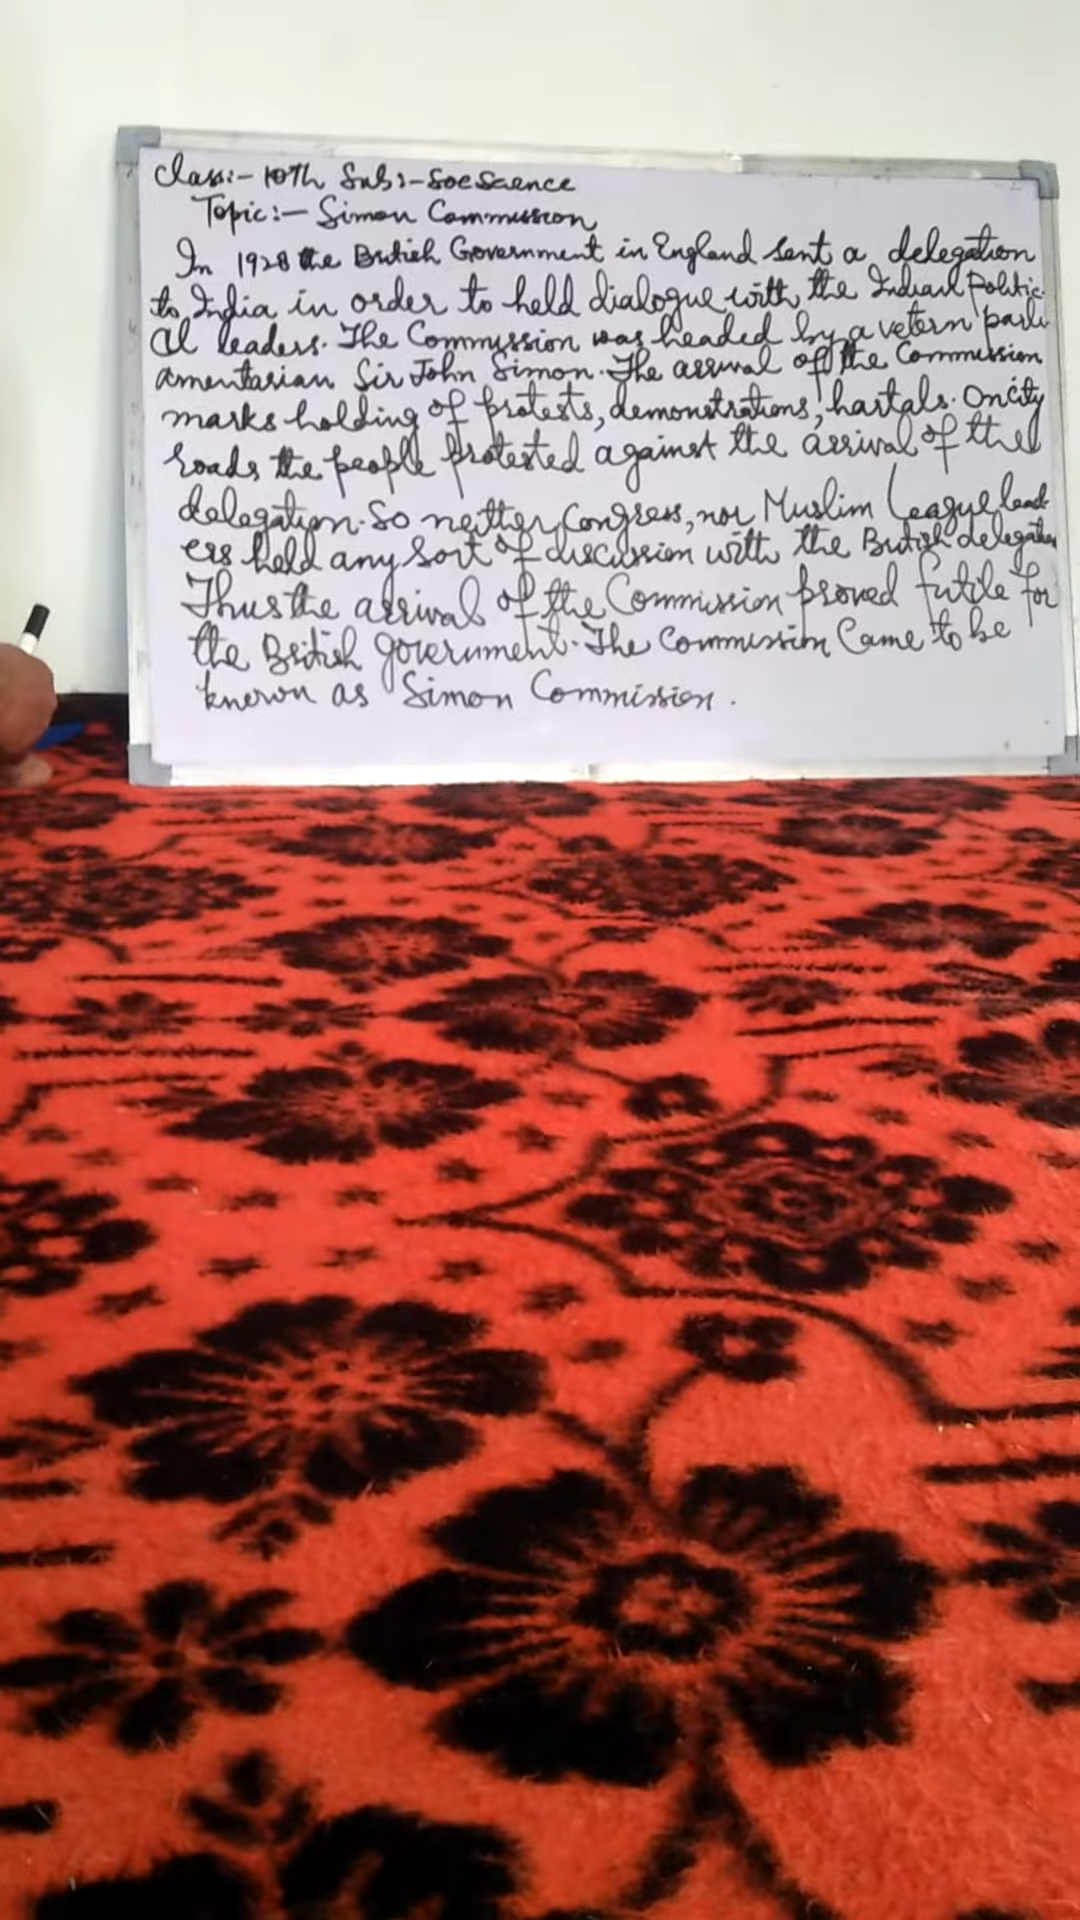 Class:- 10th Sub:- Soc Science
Topic:- Simon Commission
In 1928 the British Government in England sent a delegation
to India in order to held dialogue with the Indian Politic-
al leaders. The Commission was headed by a vetern parli
amentarian Sir John Simon. The arrival of the Commission
marks holding of protests, demonstrations, hartals. On city
roads the people protested against the arrival of the
delegation. So neither Congress, nor Muslim League lead
ers held any sort of discussion with the British delegation
Thus the arrival of the Commission proved futile for
the British government. The Commission Came to be
known as Simon Commission.